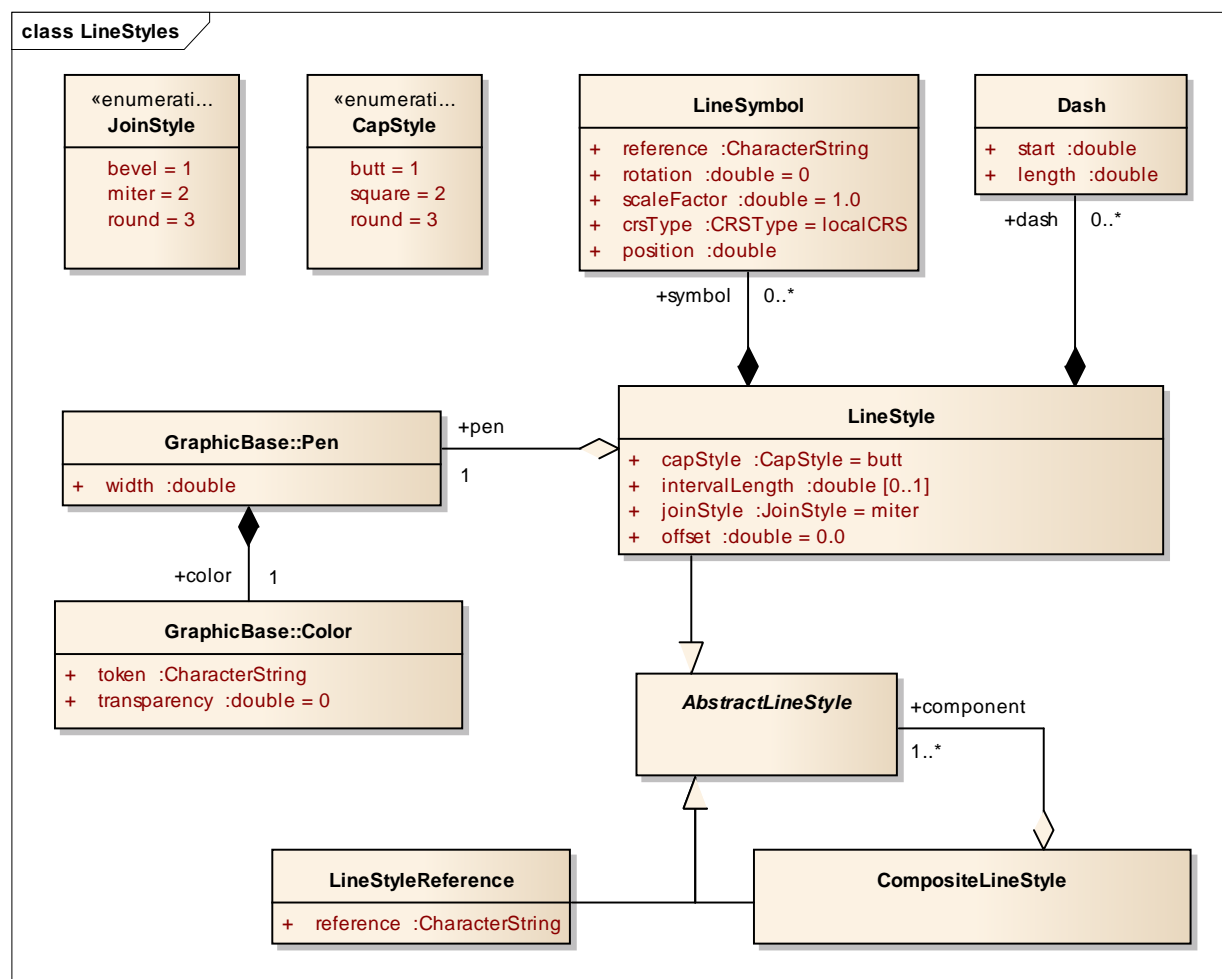 class LineStyles
«enumerati...
JoinStyle
bevel = 1
miter = 2
round = 3
«enumerati...
CapStyle
butt = 1
square = 2
round = 3
LineSymbol
+ reference :CharacterString
+ rotation :double = 0
+ scaleFactor :double = 1.0
+ crsType :CRSType = localCRS
+ position :double
Dash
+ start :double
+ length :double
+symbol 0..*
+dash 0..*
GraphicBase::Pen
+ width :double
+pen
1
LineStyle
+ capStyle :CapStyle = butt
+ intervalLength :double [0..1]
+ joinStyle :JoinStyle = miter
+ offset :double = 0.0
+color 1
GraphicBase::Color
+ token :CharacterString
+ transparency :double = 0
AbstractLineStyle
+component
1..*
LineStyleReference
+ reference :CharacterString
CompositeLineStyle